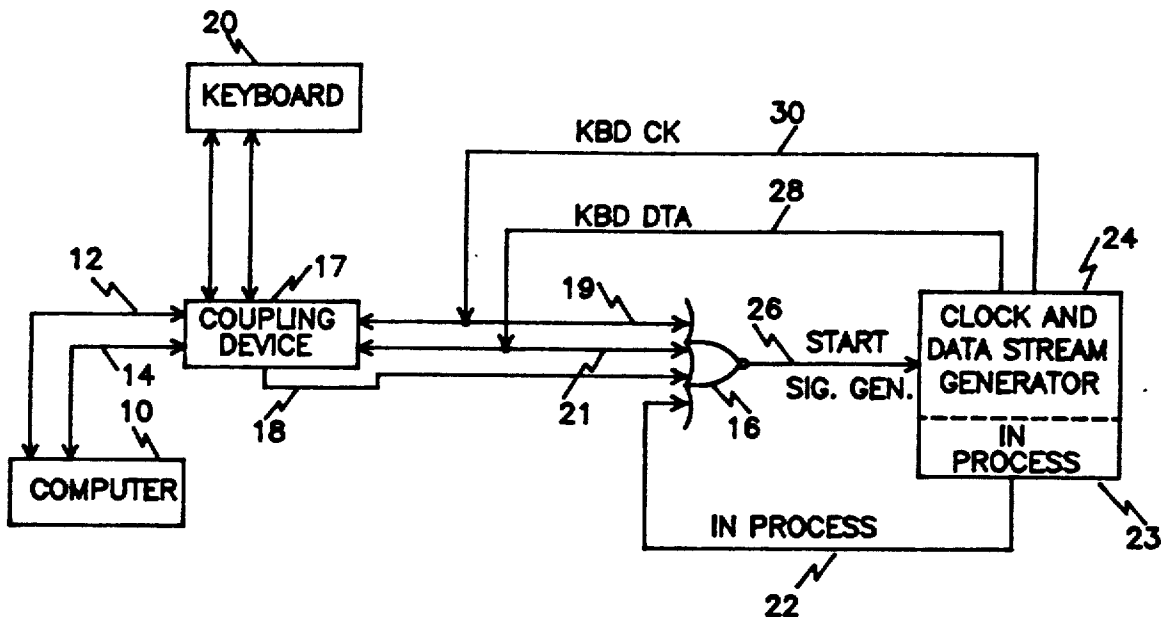 20
KEYBOARD
KBD CK
30
KBD DTA
28
24
12
17
COUPLING
DEVICE
19
26
START
SIG. GEN.
CLOCK AND
DATA STREAM
GENERATOR
14
18
21
16
10
COMPUTER
IN
PROCESS
IN PROCESS
22
23